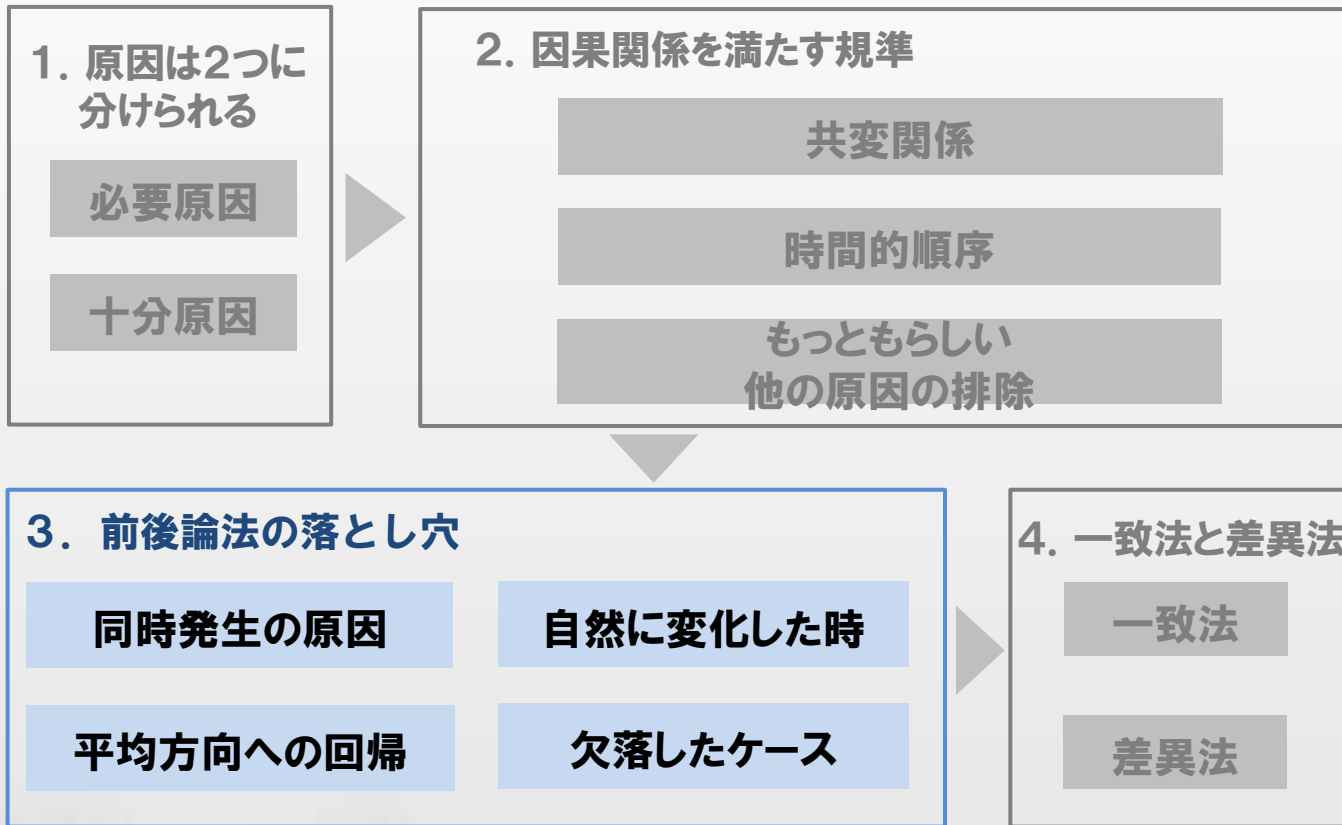 1. 原因は２つに
分けられる
必要原因
十分原因
2. 因果関係を満たす規準
共変関係
時間的順序
もっともらしい
他の原因の排除
３. 前後論法の落とし穴
同時発生の原因
自然に変化した時
平均方向への回帰
欠落したケース
4. 一致法と差異法
一致法
差異法